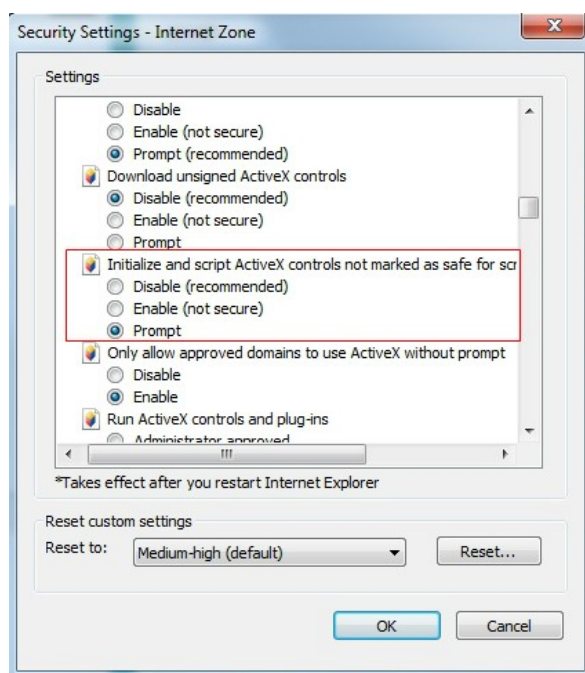 Security Settings - Internet Zone
Settings
Disable
Enable (not secure)
Prompt (recommended)
Download unsigned ActiveX controls
Disable (recommended)
Enable (not secure)
Prompt
Initialize and script ActiveX controls not marked as safe for scr
Disable (recommended)
Enable (not secure)
Prompt
Only allow approved domains to use ActiveX without prompt
Disable
Enable
Run ActiveX controls and plug-ins
Administrator approved
*Takes effect after you restart Internet Explorer
Reset custom settings
Reset to: Medium-high (default) Reset...
OK Cancel